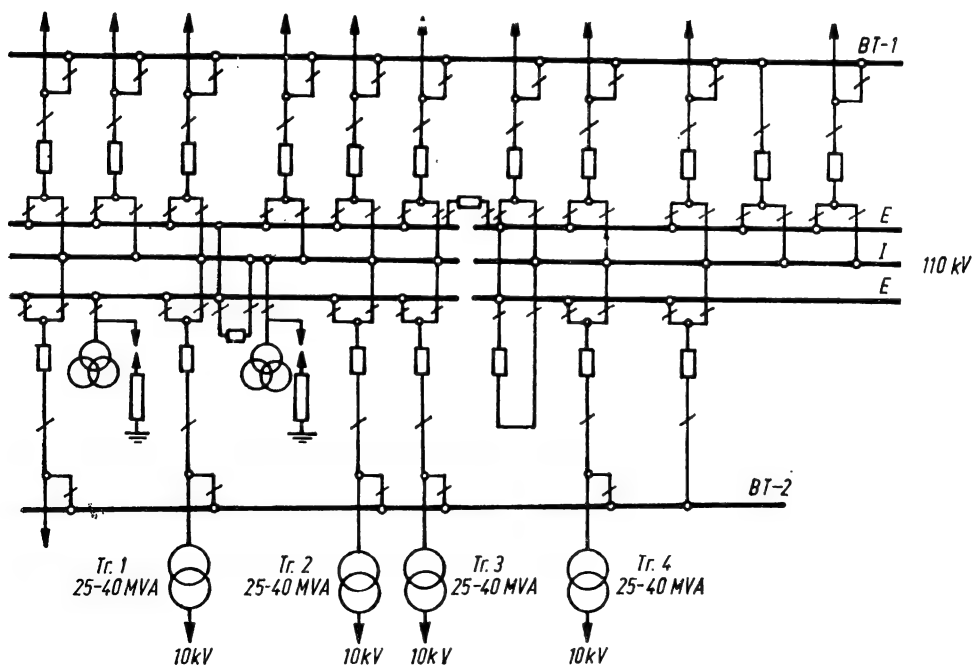 BT-1
E
I
110 kV
E
BT-2
Tr. 1
25-40 MVA
Tr. 2
25-40 MVA
Tr. 3
25-40 MVA
Tr. 4
25-40 MVA
10kV
10kV
10kV
10kV